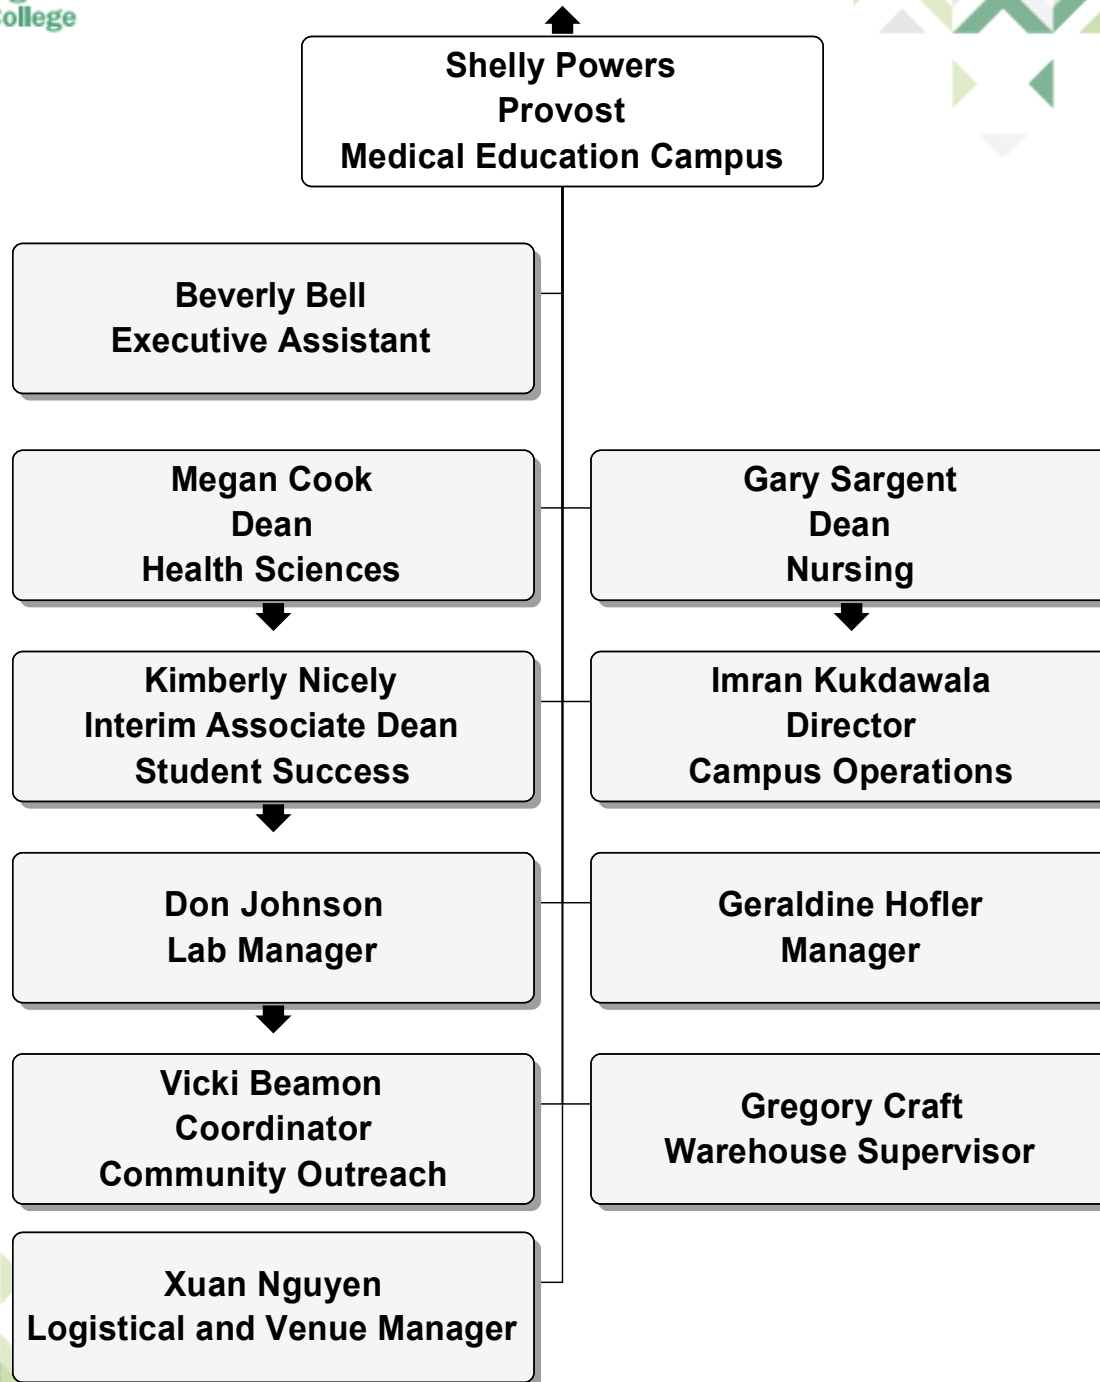 College
Shelly Powers
Provost
Medical Education Campus
Beverly Bell
Executive Assistant
Megan Cook
Dean
Health Sciences
Gary Sargent
Dean
Nursing
Kimberly Nicely
Interim Associate Dean
Student Success
Imran Kukdawala
Director
Campus Operations
Don Johnson
Lab Manager
Geraldine Hofler
Manager
Vicki Beamon
Coordinator
Community Outreach
Gregory Craft
Warehouse Supervisor
Xuan Nguyen
Logistical and Venue Manager